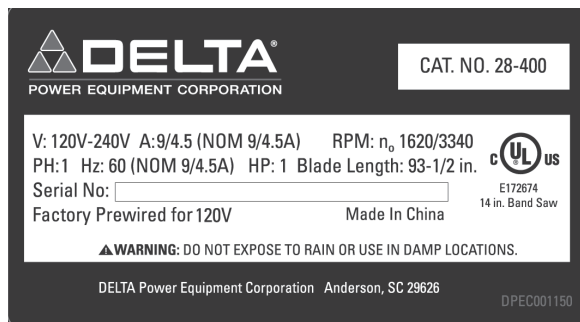 DELTA®
POWER EQUIPMENT CORPORATION
CAT. NO. 28-400
V: 120V-240V A:9/4.5 (NOM 9/4.5A) RPM: n₀ 1620/3340
PH:1 Hz: 60 (NOM 9/4.5A) HP: 1 Blade Length: 93-1/2 in.
Serial No:
Factory Prewired for 120V Made In China
C UL US
E172674
14 in. Band Saw
⚠WARNING: DO NOT EXPOSE TO RAIN OR USE IN DAMP LOCATIONS.
DELTA Power Equipment Corporation Anderson, SC 29626
DPEC001150